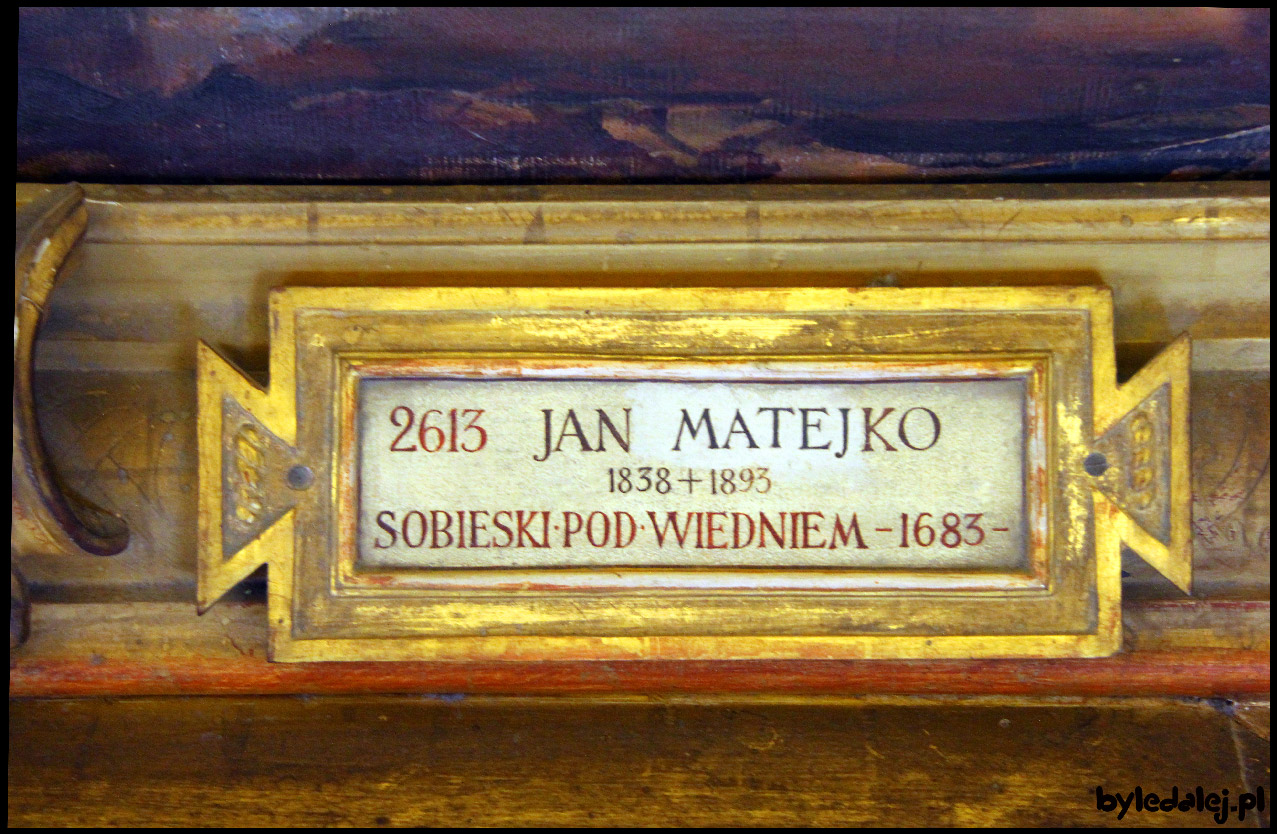 2613 JAN MATEJKO
1838+1893
SOBIESKI·POD·WIEDNIEM-1683-
byledalej.pl